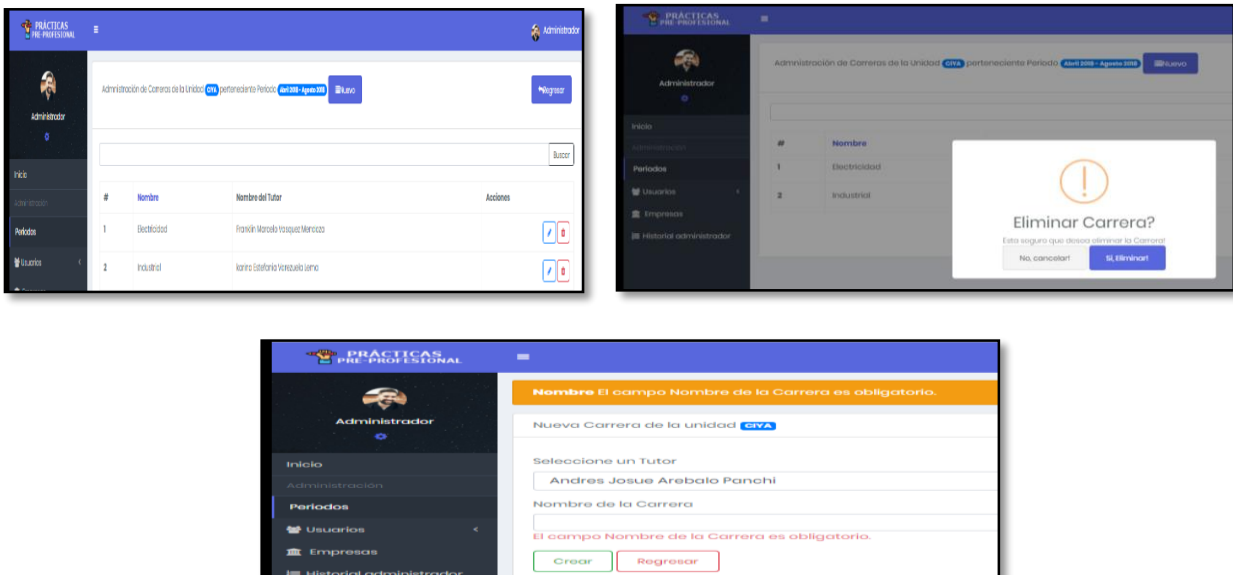 PRÁCTICAS
PRE-PROFESIONAL
Administrador
Administrador
Inicio
Administración
Periodos
Usuarios <
Administración de Carreras de la Unidad CIYA perteneciente Periodo Abril 2018 - Agosto 2018 Nuevo
Regresar
Buscar
# Nombre Nombre del Tutor Acciones
1 Electricidad Franklin Marcelo Vasquez Mendoza
2 Industrial karina Estefania Varezuela Lema
PRÁCTICAS
PRE-PROFESIONAL
Administrador
Inicio
Administración
Periodos
Usuarios <
Empresas
Historial administrador
Administración de Carreras de la Unidad CIYA perteneciente Periodo Abril 2018 - Agosto 2018 Nuevo
# Nombre
1 Electricidad
2 Industrial
Eliminar Carrera?
Esta seguro que desea eliminar la Carrera!
No, cancelar! Sí, Eliminar!
PRÁCTICAS
PRE-PROFESIONAL
Administrador
Inicio
Administración
Periodos
Usuarios <
Empresas
Historial administrador
Nombre El campo Nombre de la Carrera es obligatorio.
Nueva Carrera de la unidad CIYA
Seleccione un Tutor
Andres Josue Arebalo Panchi
Nombre de la Carrera
El campo Nombre de la Carrera es obligatorio.
Crear Regresar